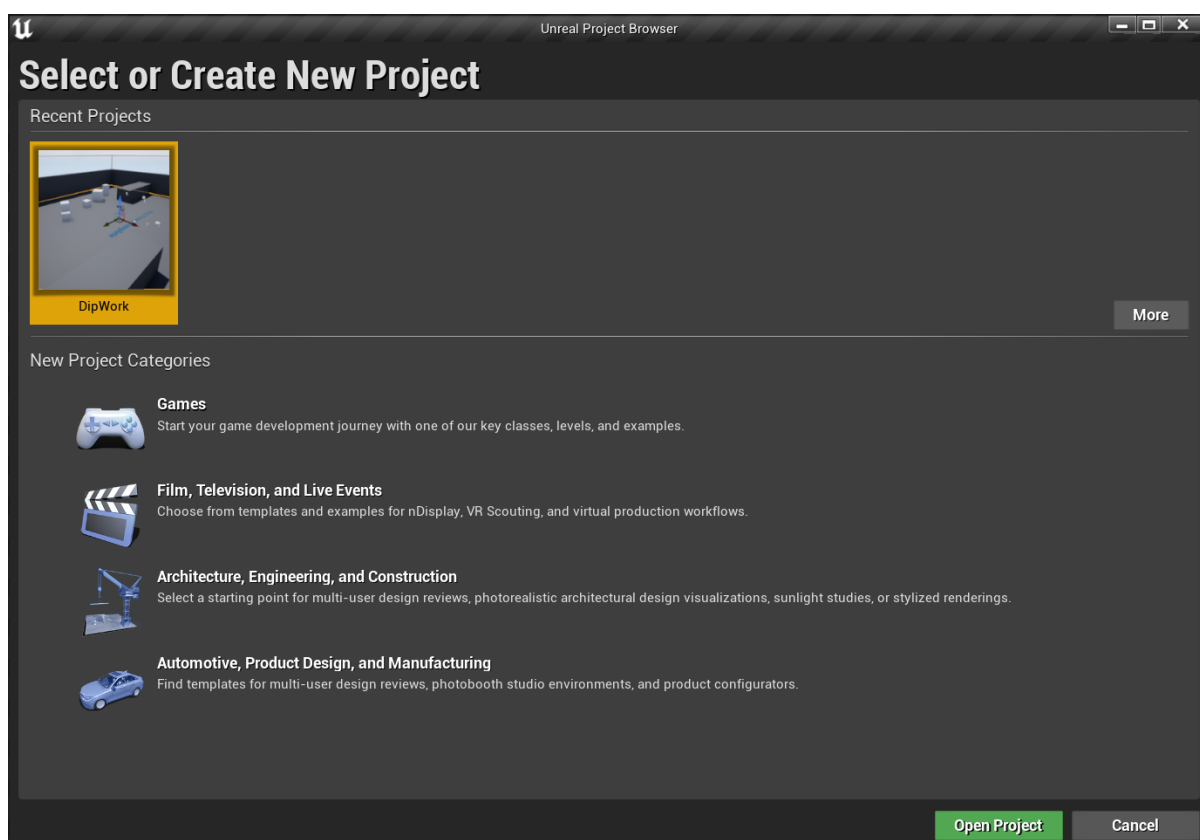 Unreal Project Browser
Select or Create New Project
Recent Projects
DipWork
More
New Project Categories
Games
Start your game development journey with one of our key classes, levels, and examples.
Film, Television, and Live Events
Choose from templates and examples for nDisplay, VR Scouting, and virtual production workflows.
Architecture, Engineering, and Construction
Select a starting point for multi-user design reviews, photorealistic architectural design visualizations, sunlight studies, or stylized renderings.
Automotive, Product Design, and Manufacturing
Find templates for multi-user design reviews, photobooth studio environments, and product configurators.
Open Project
Cancel